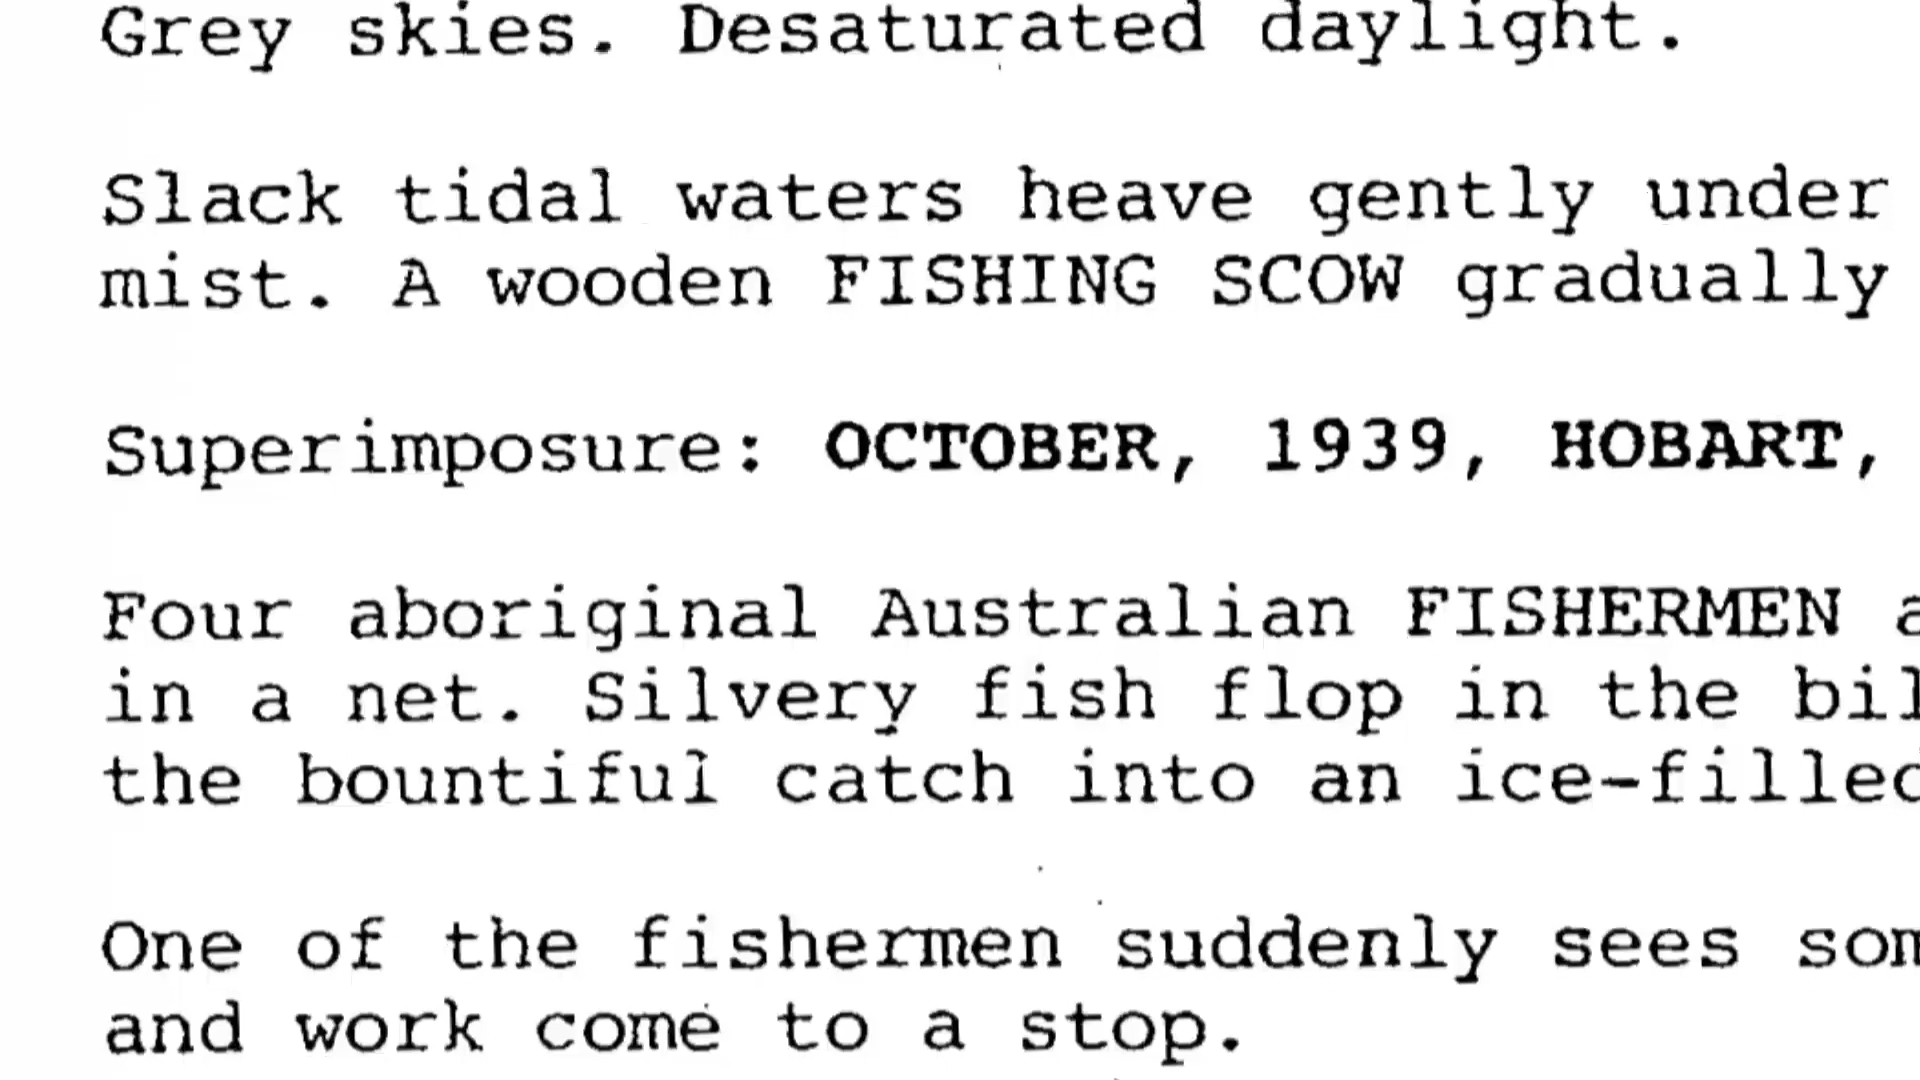 Grey skies. Desaturated daylight.
Slack tidal waters heave gently under
mist. A wooden FISHING SCOW gradually
Superimposure: OCTOBER, 1939, HOBART,
Four aboriginal Australian FISHERMEN
in a net. Silvery fish flop in the
the bountiful catch into an ice-filled
One of the fishermen suddenly sees
and work come to a stop.